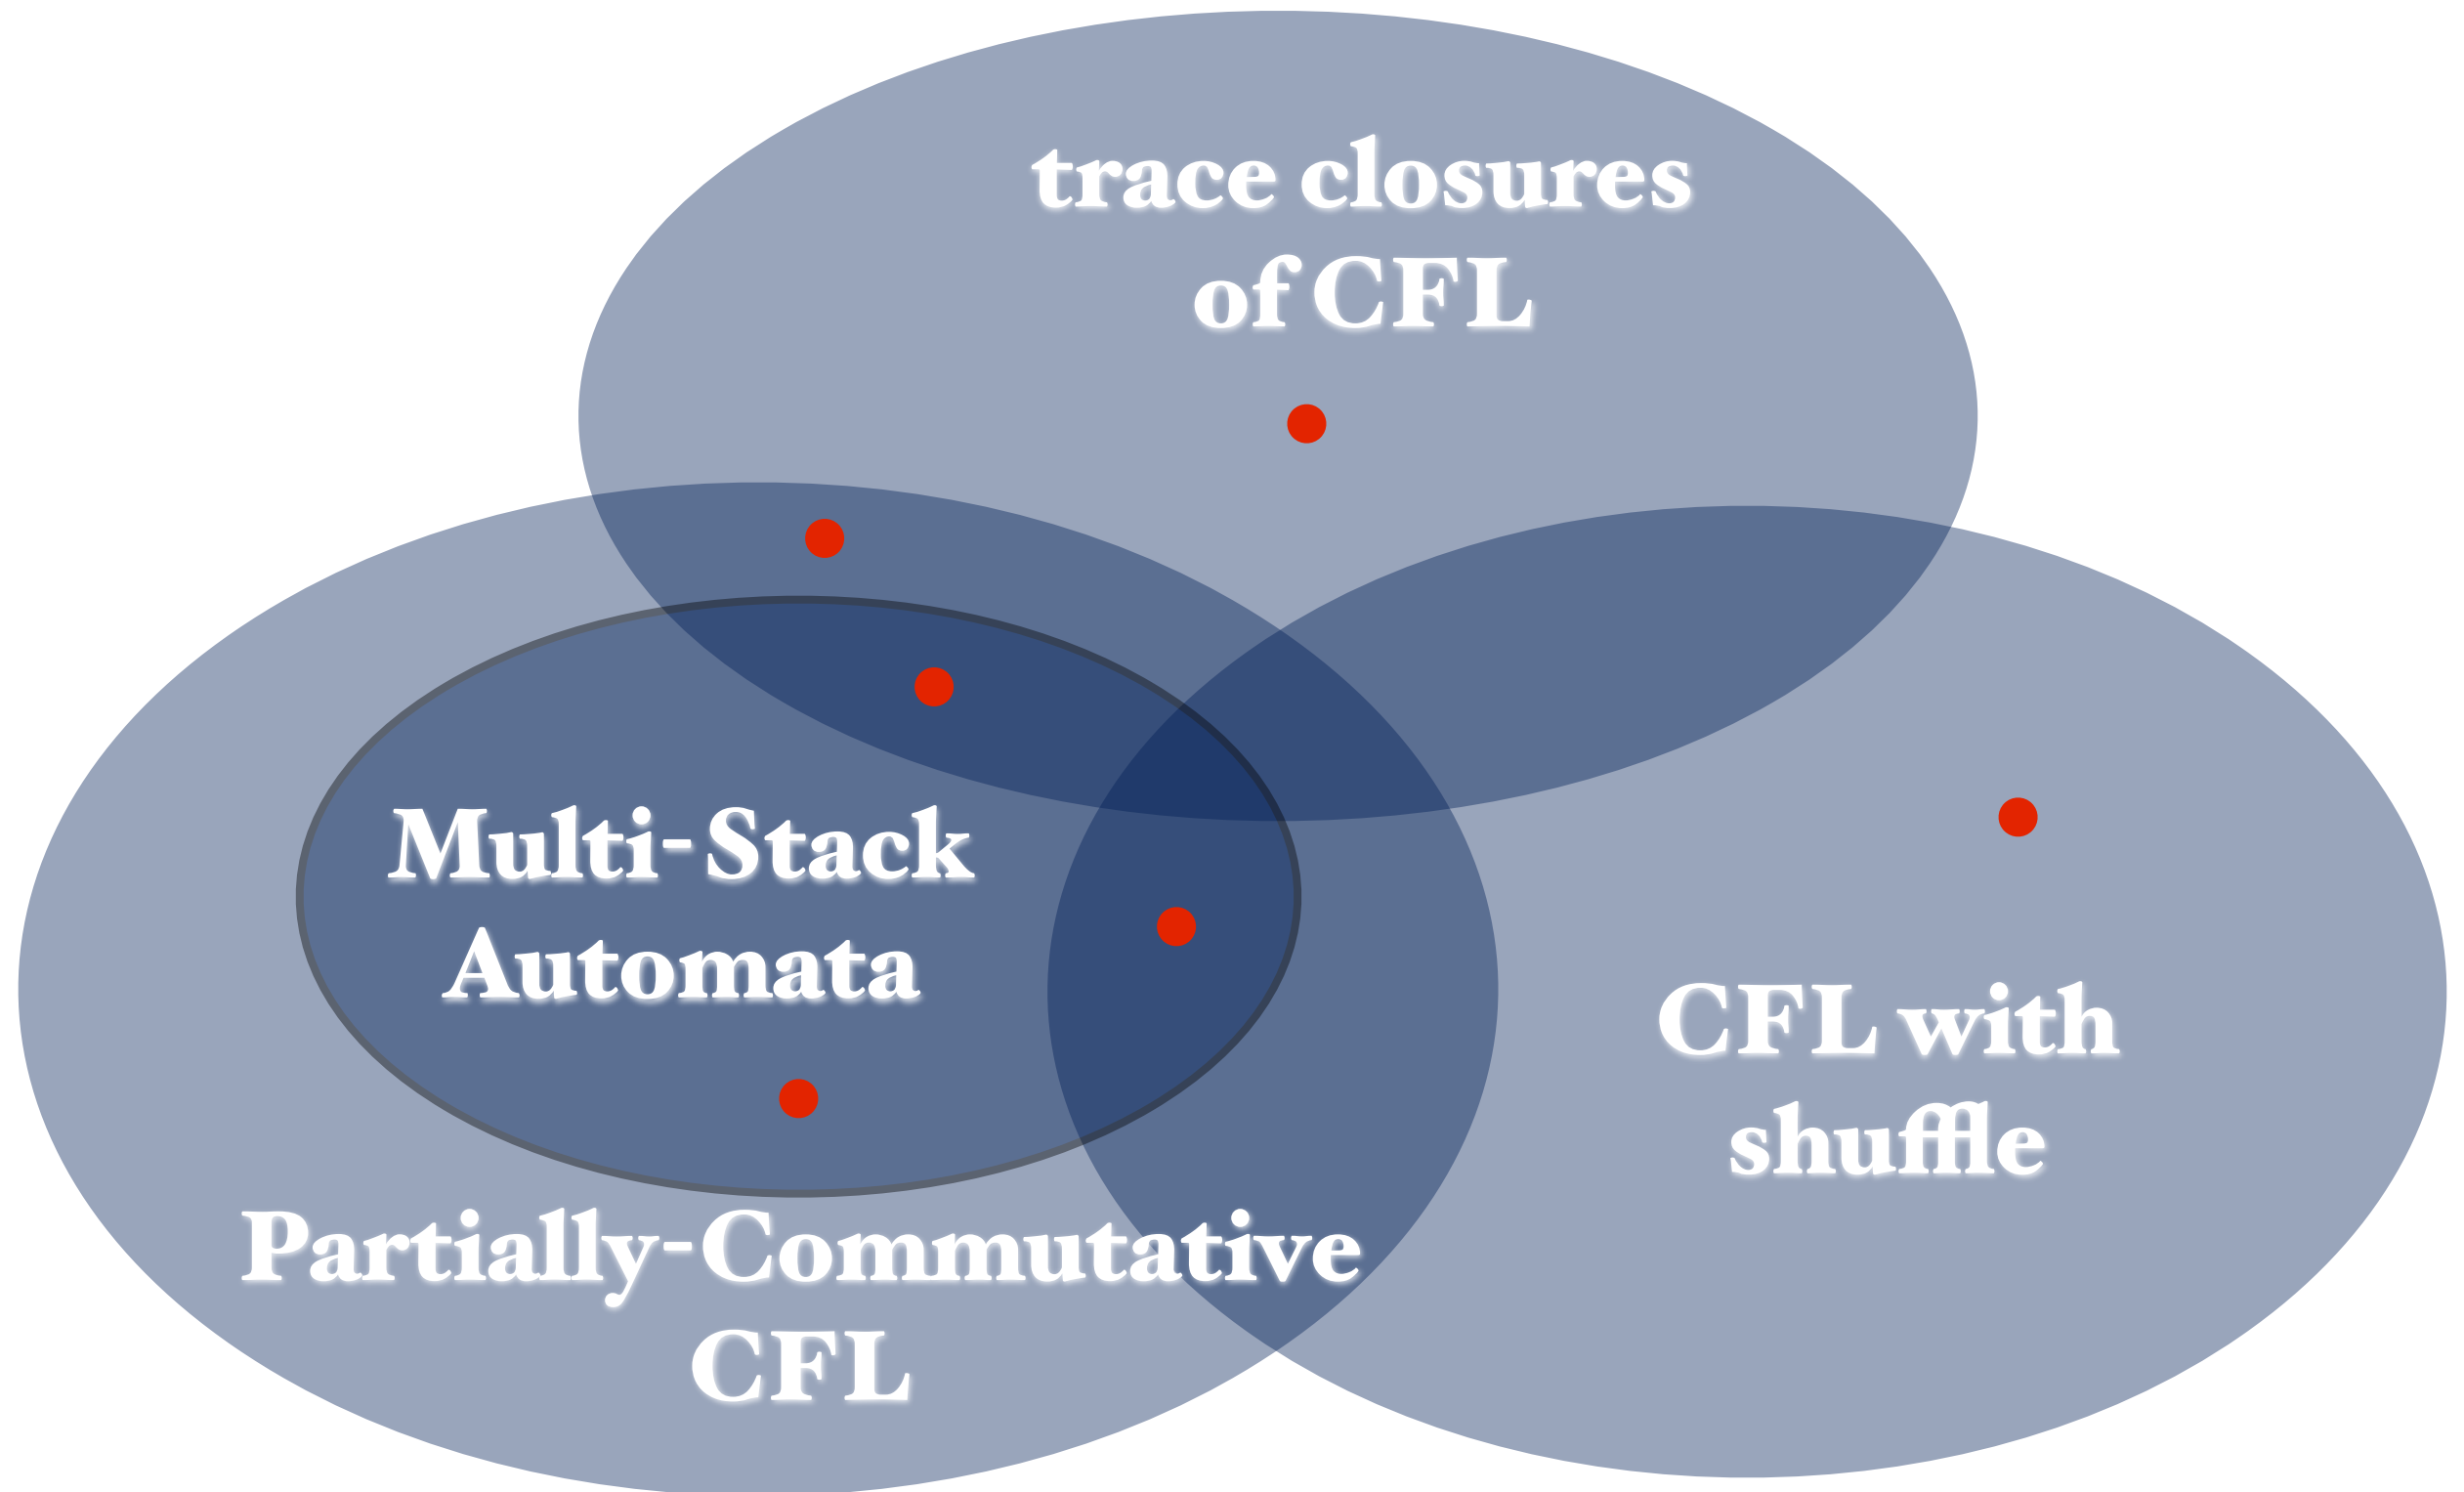 trace closures
of CFL
Multi-Stack
Automata
CFL with
shuffle
Partially-Commutative
CFL